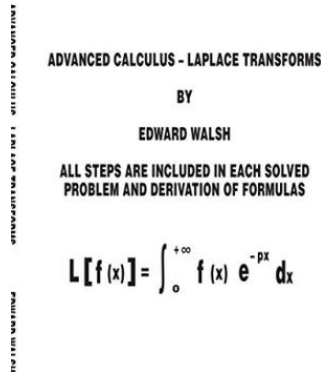 ADVANCED CALCULUS – LAPLACE TRANSFORMS
BY
EDWARD WALSH
ALL STEPS ARE INCLUDED IN EACH SOLVED
PROBLEM AND DERIVATION OF FORMULAS
L[f(x)] = ∫₀^{+∞} f(x) e^{-px} dx